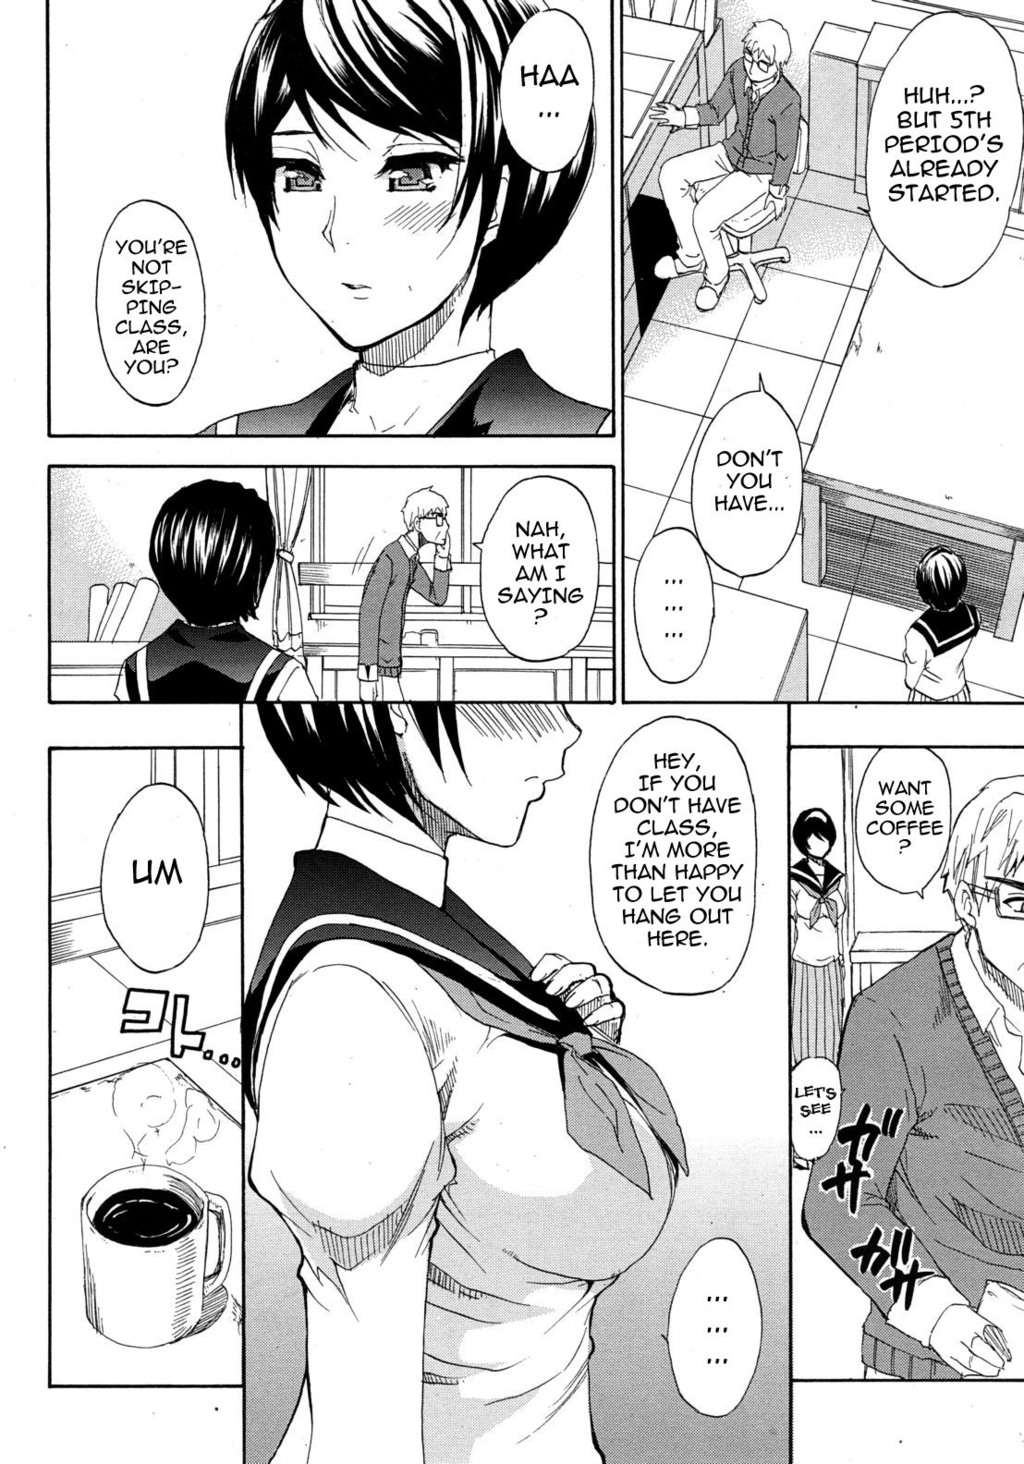 HUH...?
BUT 5TH
PERIOD'S
ALREADY
STARTED.
DON'T
YOU
HAVE...
...
...
...
HAA
...
YOU'RE
NOT
SKIP-
PING
CLASS,
ARE
YOU?
NAH,
WHAT
AM I
SAYING
?
WANT
SOME
COFFEE
?
LET'S
SEE
...
ガサ
ガサ
HEY,
IF YOU
DON'T HAVE
CLASS,
I'M MORE
THAN HAPPY
TO LET YOU
HANG OUT
HERE.
...
...
...
UM
コト...